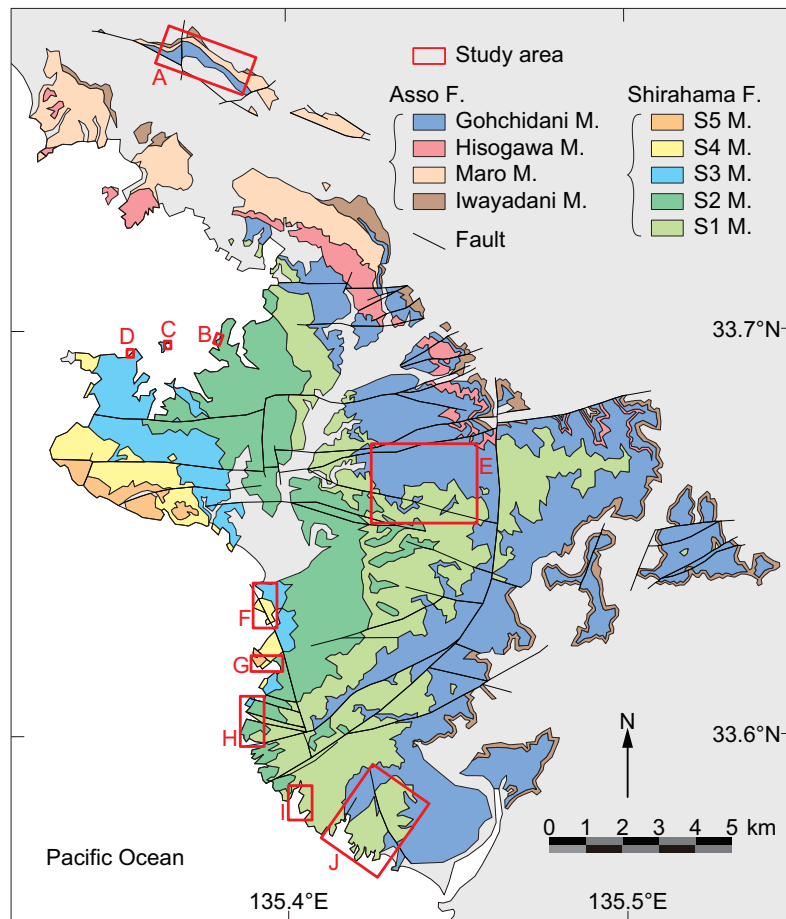 A
Study area
Asso F.
Shirahama F.
Gohchidani M.
S5 M.
Hisogawa M.
S4 M.
Maro M.
S3 M.
Iwayadani M.
S2 M.
Fault
S1 M.
D
C
B
33.7°N
E
F
G
H
N
33.6°N
I
J
0 1 2 3 4 5 km
Pacific Ocean
135.4°E
135.5°E